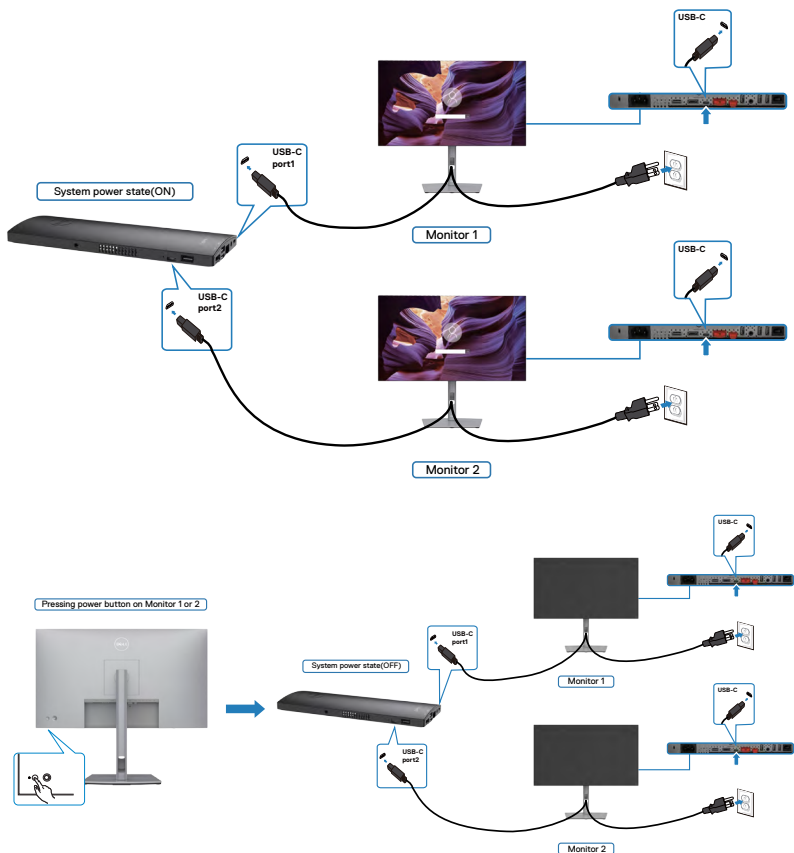 USB-C
USB-C
port1
System power state(ON)
Monitor 1
USB-C
USB-C
port2
Monitor 2
USB-C
Pressing power button on Monitor 1 or 2
DELL
USB-C
port1
System power state(OFF)
Monitor 1
USB-C
USB-C
port2
Monitor 2